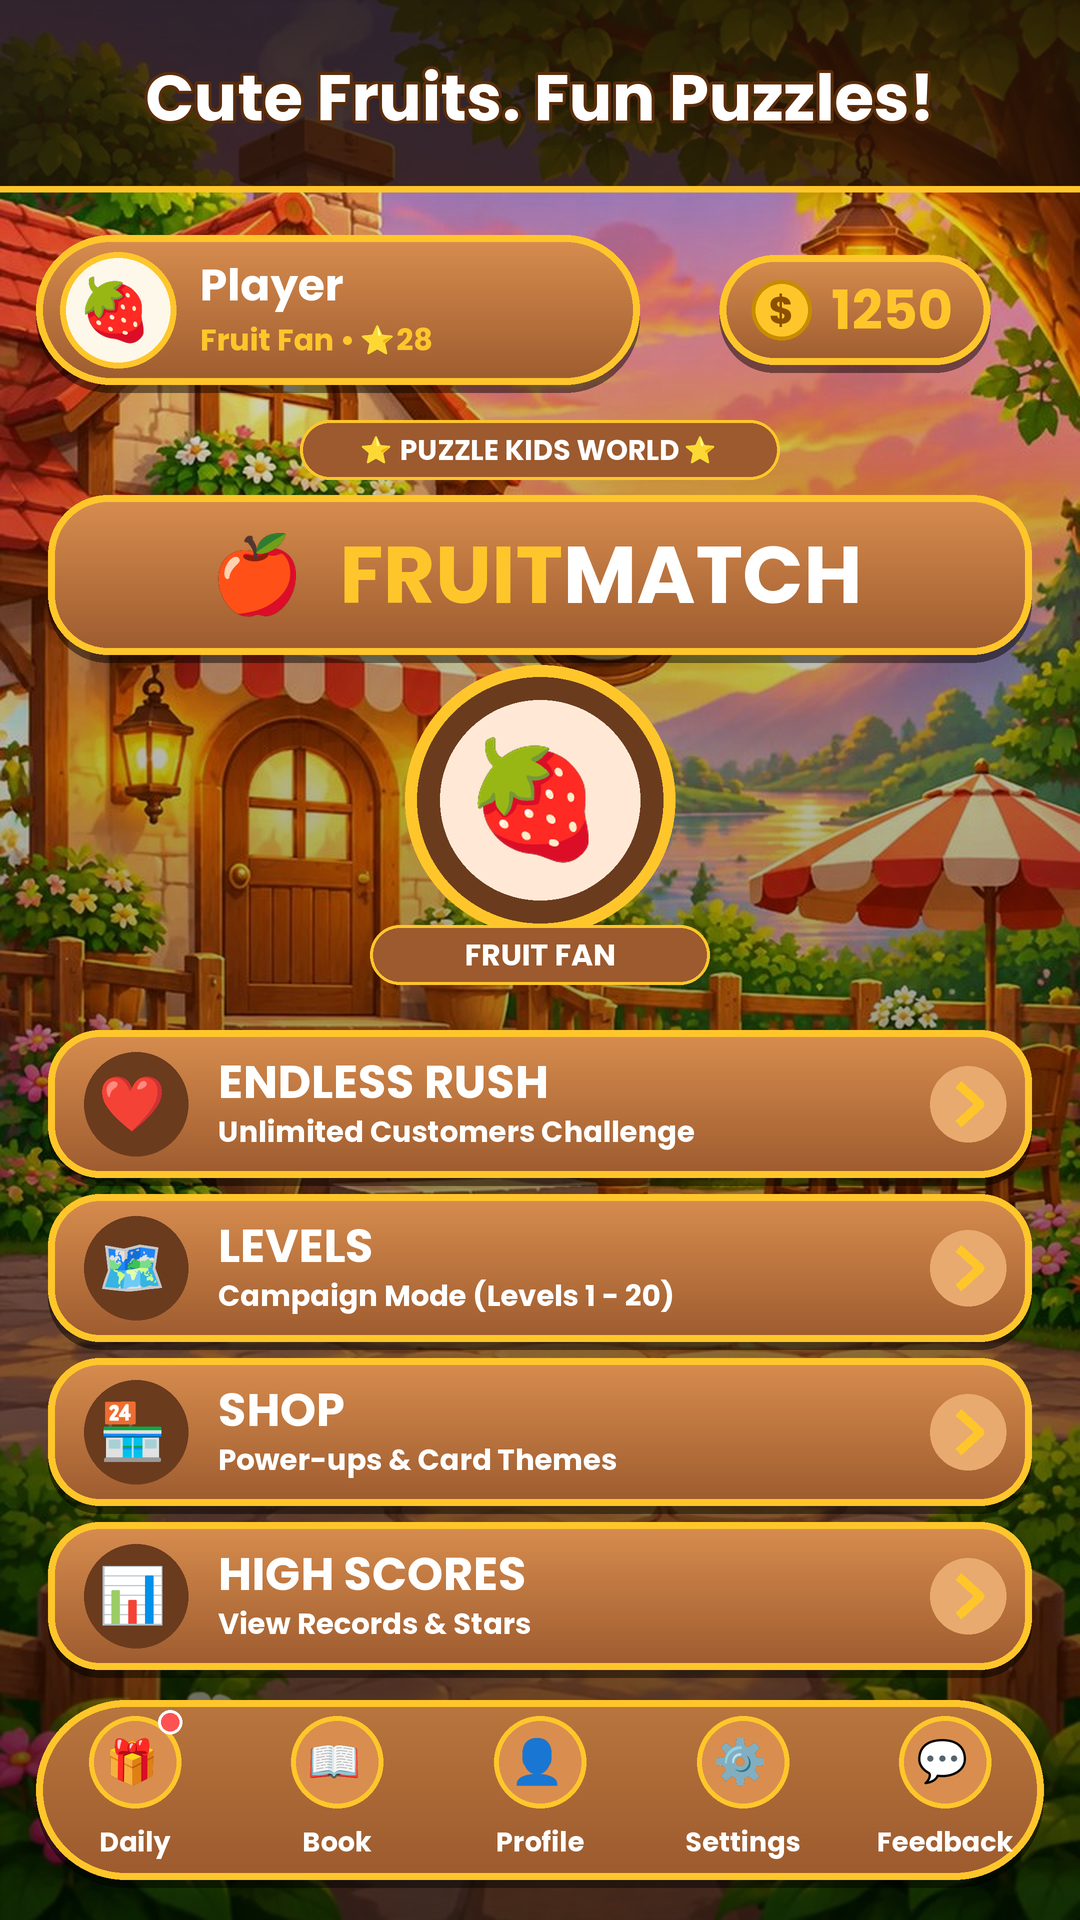 Cute Fruits. Fun Puzzles!
Player
Fruit Fan • ⭐28
$ 1250
⭐ PUZZLE KIDS WORLD ⭐
FRUITMATCH
FRUIT FAN
ENDLESS RUSH
Unlimited Customers Challenge
LEVELS
Campaign Mode (Levels 1 - 20)
24
SHOP
Power-ups & Card Themes
HIGH SCORES
View Records & Stars
Daily
Book
Profile
Settings
Feedback